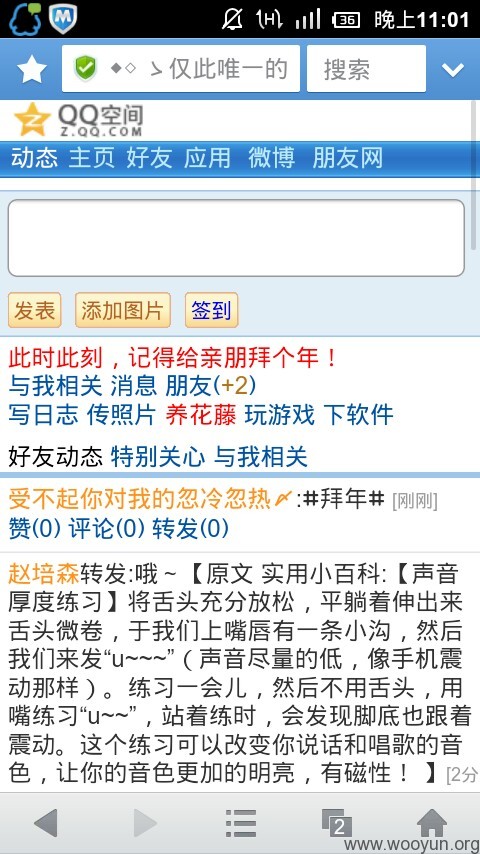 36 晚上11:01
◆◇ ゝ仅此唯一的 搜索
QQ空间
Z.QQ.COM
动态 主页 好友 应用 微博 朋友网
发表 添加图片 签到
此时此刻，记得给亲朋拜个年！
与我相关 消息 朋友(+2)
写日志 传照片 养花藤 玩游戏 下软件
好友动态 特别关心 与我相关
受不起你对我的忽冷忽热〆:#拜年# [刚刚]
赞(0) 评论(0) 转发(0)
赵培森转发:哦～【原文 实用小百科:【声音
厚度练习】将舌头充分放松，平躺着伸出来
舌头微卷，于我们上嘴唇有一条小沟，然后
我们来发“u~~~”（声音尽量的低，像手机震
动那样）。练习一会儿，然后不用舌头，用
嘴练习“u~~”，站着练时，会发现脚底也跟着
震动。这个练习可以改变你说话和唱歌的音
色，让你的音色更加的明亮，有磁性！ 】[2分
2
www.wooyun.org